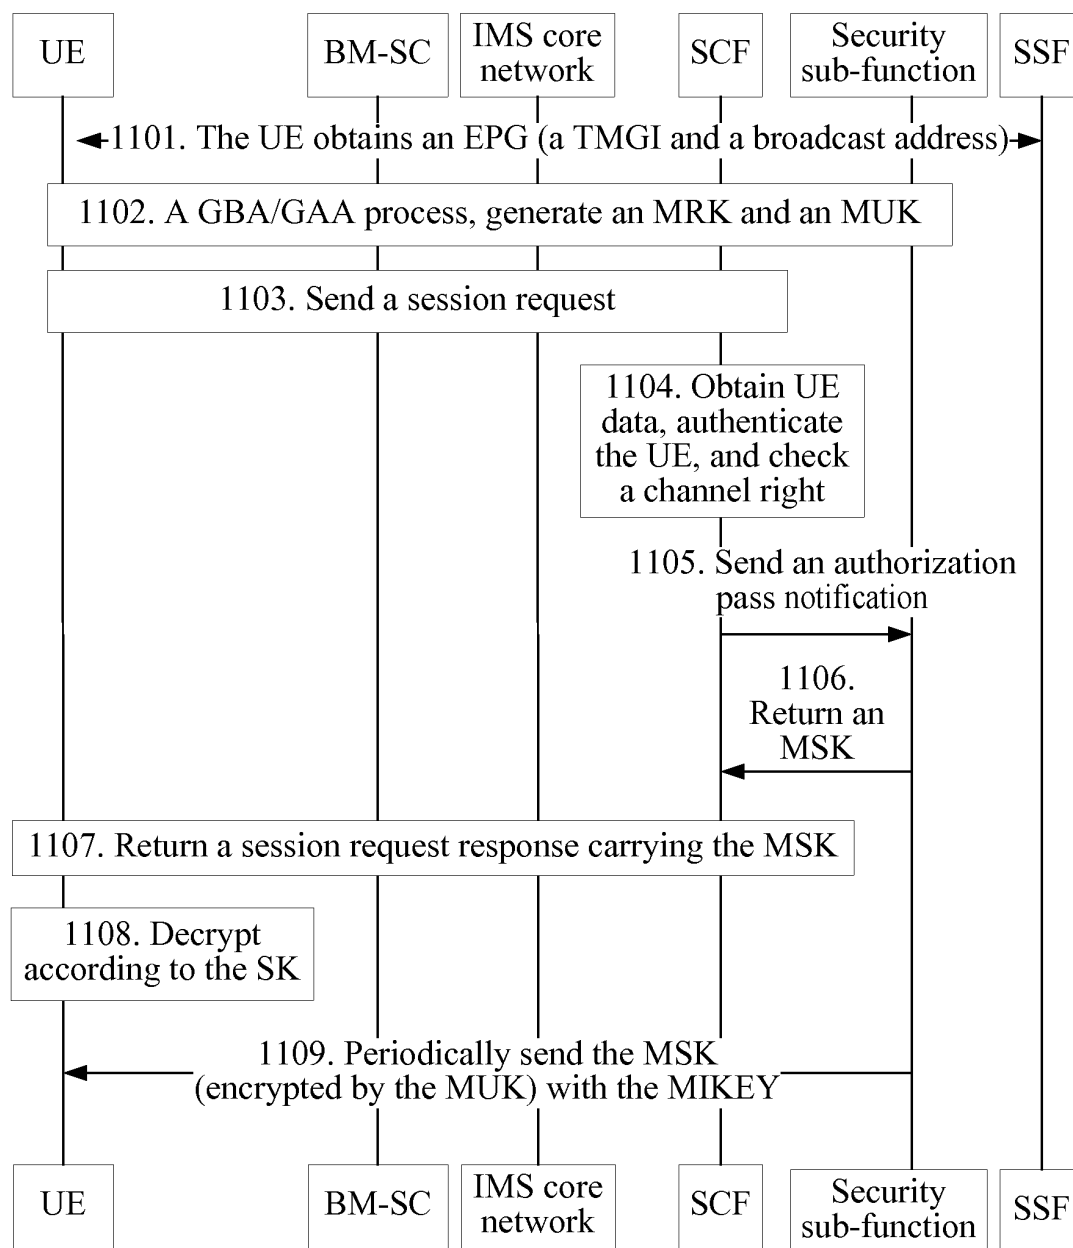 UE
BM-SC
IMS core
network
SCF
Security
sub-function
SSF
1101. The UE obtains an EPG (a TMGI and a broadcast address)
1102. A GBA/GAA process, generate an MRK and an MUK
1103. Send a session request
1104. Obtain UE
data, authenticate
the UE, and check
a channel right
1105. Send an authorization
pass notification
1106.
Return an
MSK
1107. Return a session request response carrying the MSK
1108. Decrypt
according to the SK
1109. Periodically send the MSK
(encrypted by the MUK) with the MIKEY
UE
BM-SC
IMS core
network
SCF
Security
sub-function
SSF